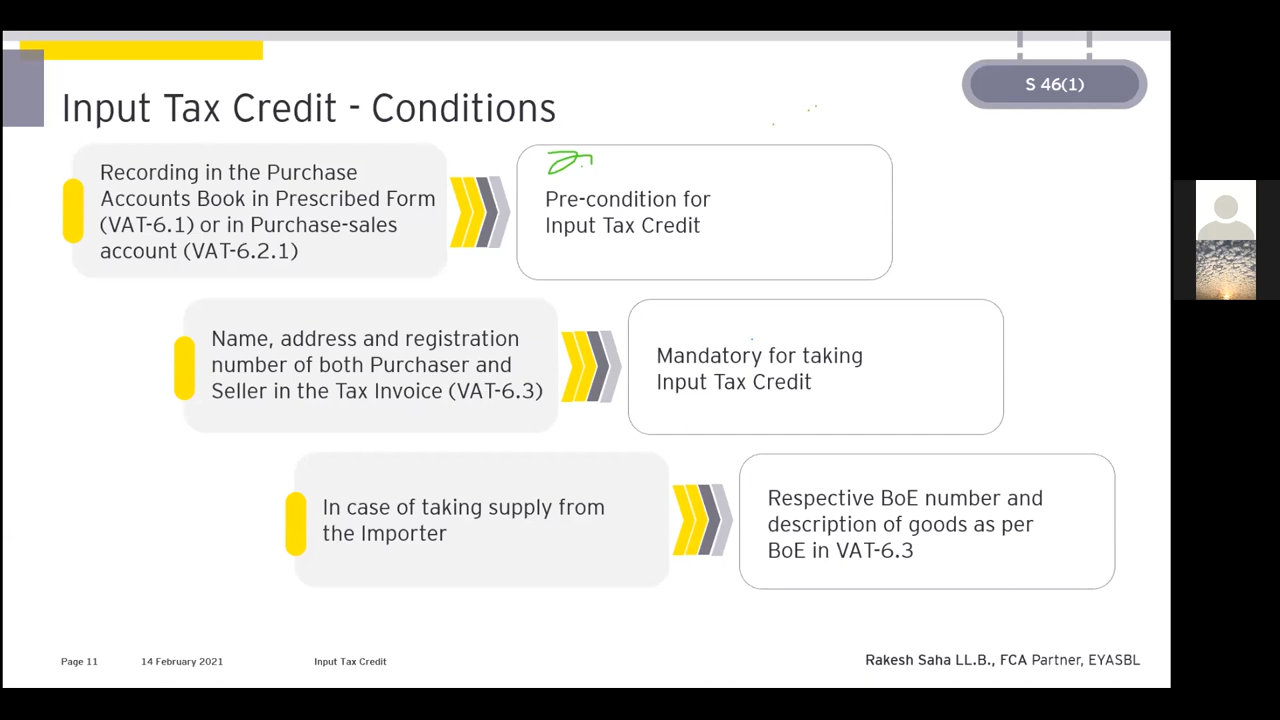 S 46(1)
Input Tax Credit - Conditions
Recording in the Purchase
Accounts Book in Prescribed Form
(VAT-6.1) or in Purchase-sales
account (VAT-6.2.1)
Pre-condition for
Input Tax Credit
Name, address and registration
number of both Purchaser and
Seller in the Tax Invoice (VAT-6.3)
Mandatory for taking
Input Tax Credit
In case of taking supply from
the Importer
Respective BoE number and
description of goods as per
BoE in VAT-6.3
Page 11 14 February 2021 Input Tax Credit Rakesh Saha LL.B., FCA Partner, EYASBL